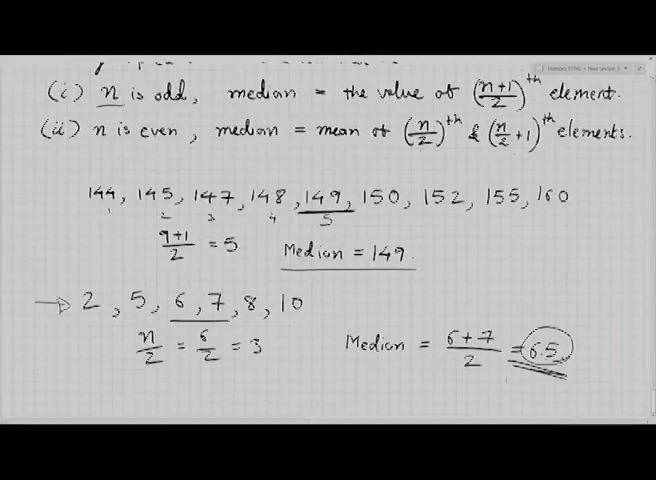 (i) n is odd, median = the value of (n+1/2)th element.
(ii) n is even, median = mean of (n/2)th & (n/2 + 1)th elements.
144, 145, 147, 148, 149, 150, 152, 155, 160
1 2 3 4 5
9+1/2 = 5 Median = 149.
→ 2, 5, 6, 7, 8, 10
n/2 = 6/2 = 3 Median = 6+7/2 = 6.5